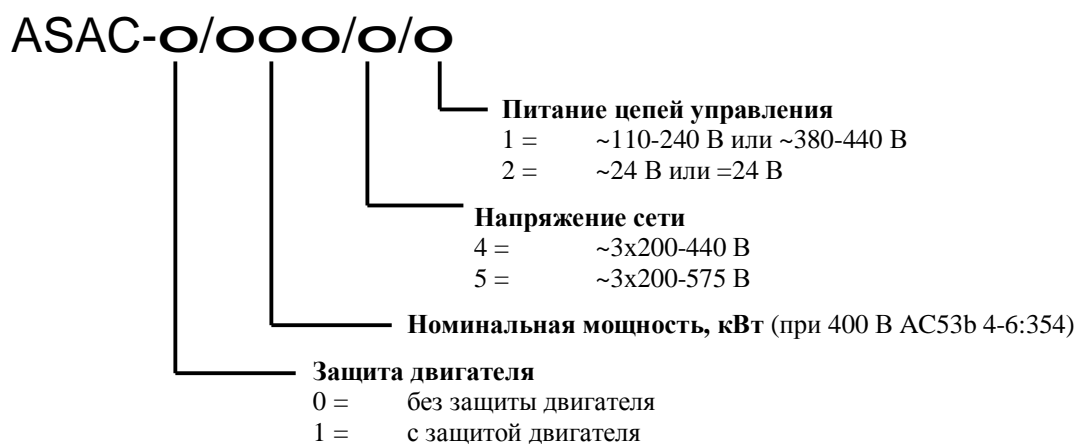 ASAC-o/ooo/o/o
Питание цепей управления
1 = ~110-240 В или ~380-440 В
2 = ~24 В или =24 В
Напряжение сети
4 = ~3x200-440 В
5 = ~3x200-575 В
Номинальная мощность, кВт (при 400 В AC53b 4-6:354)
Защита двигателя
0 = без защиты двигателя
1 = с защитой двигателя